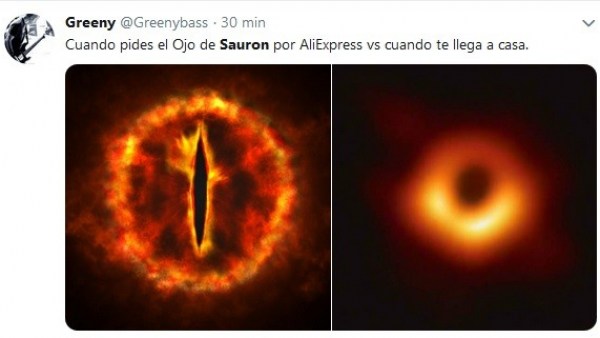 Greeny @Greenybass · 30 min
Cuando pides el Ojo de Sauron por AliExpress vs cuando te llega a casa.